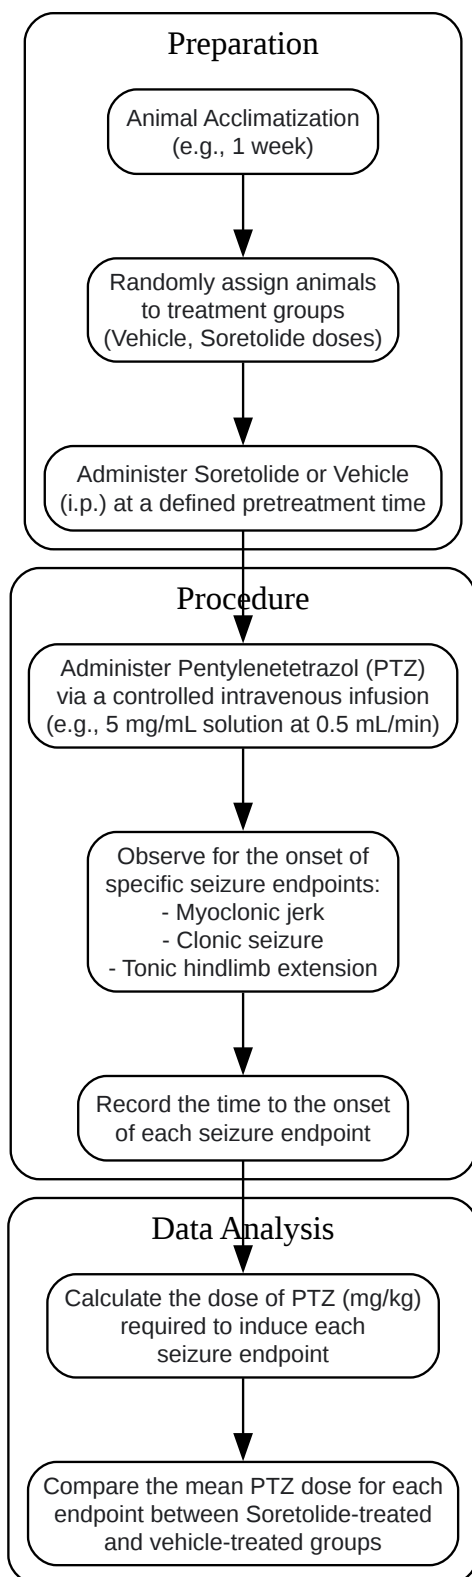 Preparation
Animal Acclimatization
(e.g., 1 week)
Randomly assign animals
to treatment groups
(Vehicle, Soretolide doses)
Administer Soretolide or Vehicle
(i.p.) at a defined pretreatment time
Procedure
Administer Pentylenetetrazol (PTZ)
via a controlled intravenous infusion
(e.g., 5 mg/mL solution at 0.5 mL/min)
Observe for the onset of
specific seizure endpoints:
- Myoclonic jerk
- Clonic seizure
- Tonic hindlimb extension
Record the time to the onset
of each seizure endpoint
Data Analysis
Calculate the dose of PTZ (mg/kg)
required to induce each
seizure endpoint
Compare the mean PTZ dose for each
endpoint between Soretolide-treated
and vehicle-treated groups